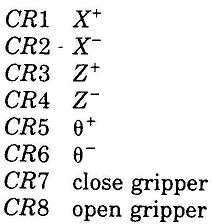 CR1 X⁺
CR2 - X⁻
CR3 Z⁺
CR4 Z⁻
CR5 θ⁺
CR6 θ⁻
CR7 close gripper
CR8 open gripper